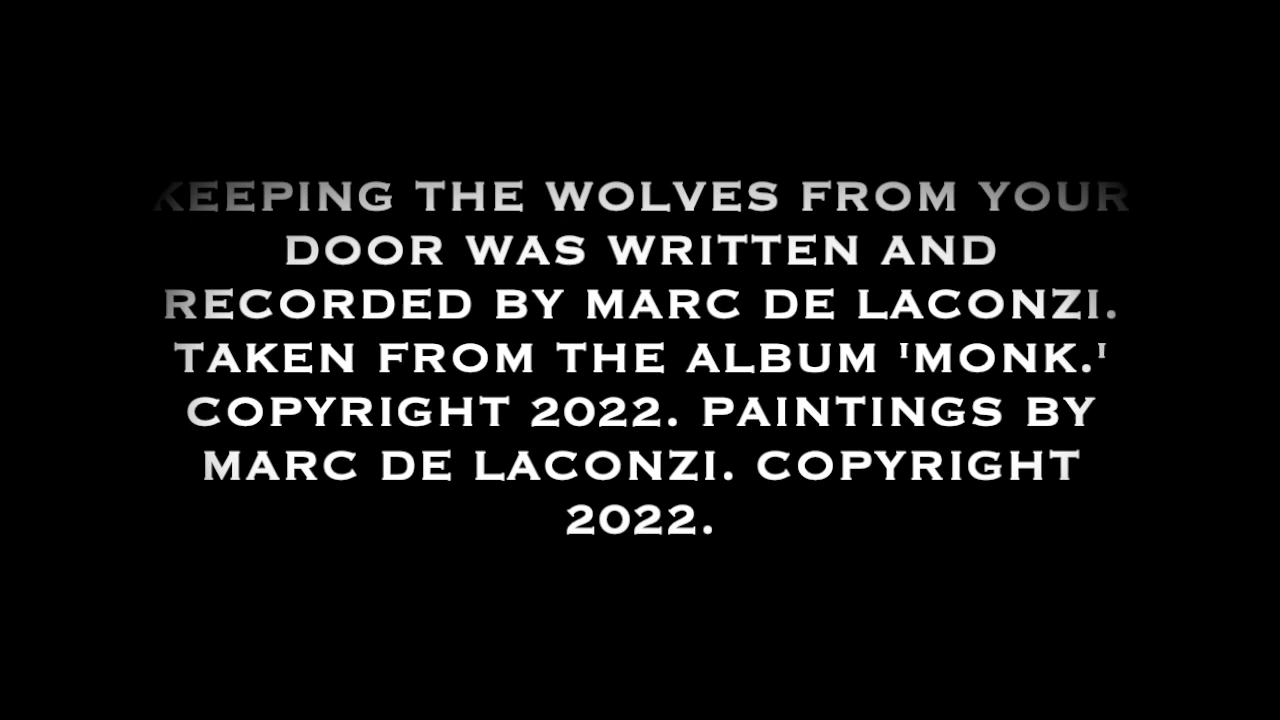 KEEPING THE WOLVES FROM YOUR
DOOR WAS WRITTEN AND
RECORDED BY MARC DE LACONZI.
TAKEN FROM THE ALBUM 'MONK.'
COPYRIGHT 2022. PAINTINGS BY
MARC DE LACONZI. COPYRIGHT
2022.